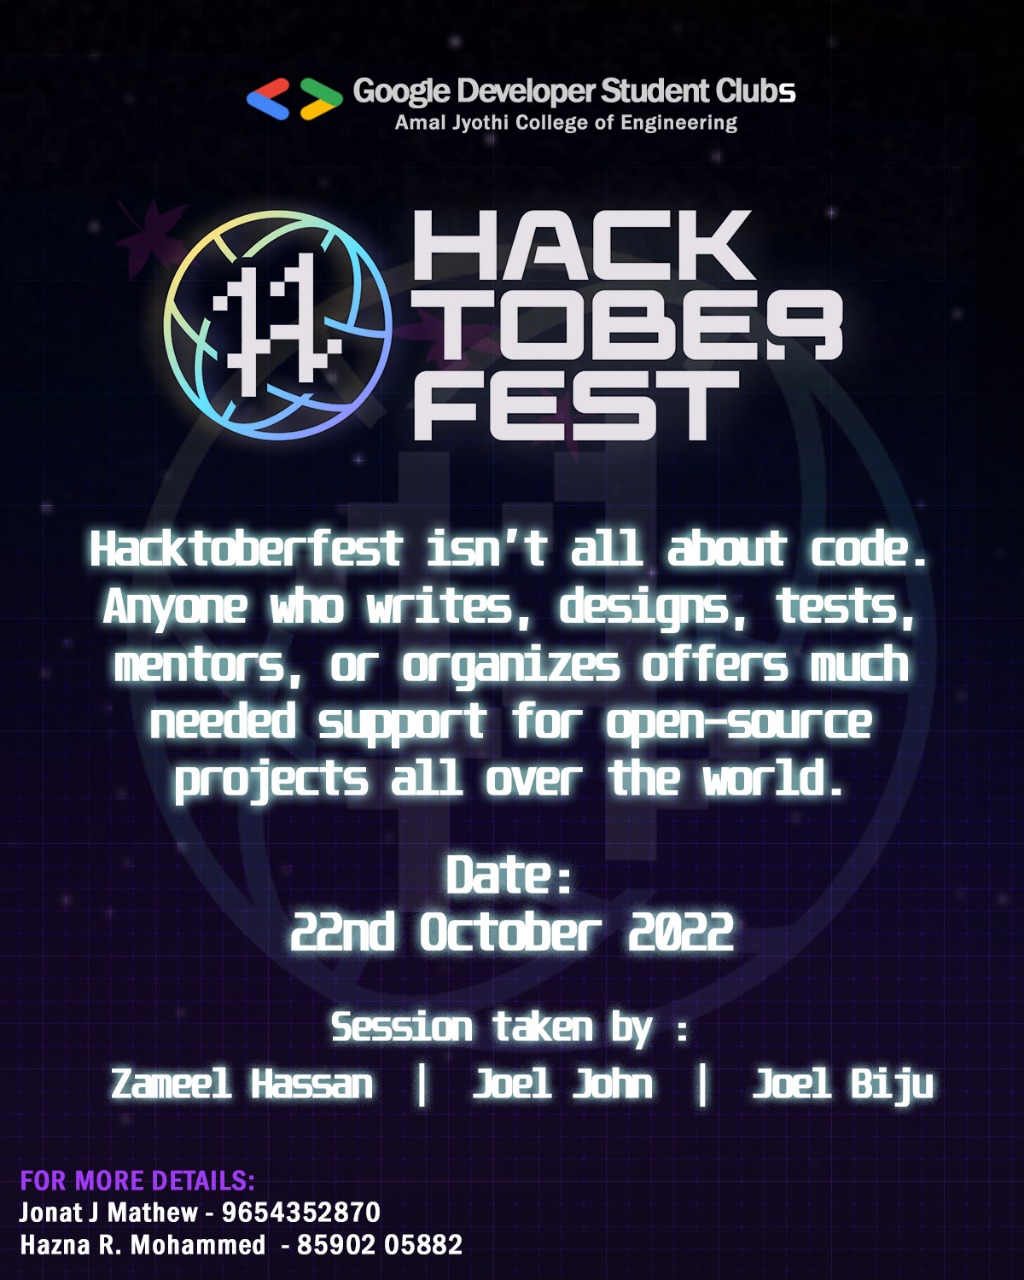 Google Developer Student Clubs
Amal Jyothi College of Engineering
HACK
TOBER
FEST
Hacktoberfest isn't all about code.
Anyone who writes, designs, tests,
mentors, or organizes offers much
needed support for open-source
projects all over the world.
Date:
22nd October 2022
Session taken by :
Zameel Hassan | Joel John | Joel Biju
FOR MORE DETAILS:
Jonat J Mathew - 9654352870
Hazna R. Mohammed - 85902 05882